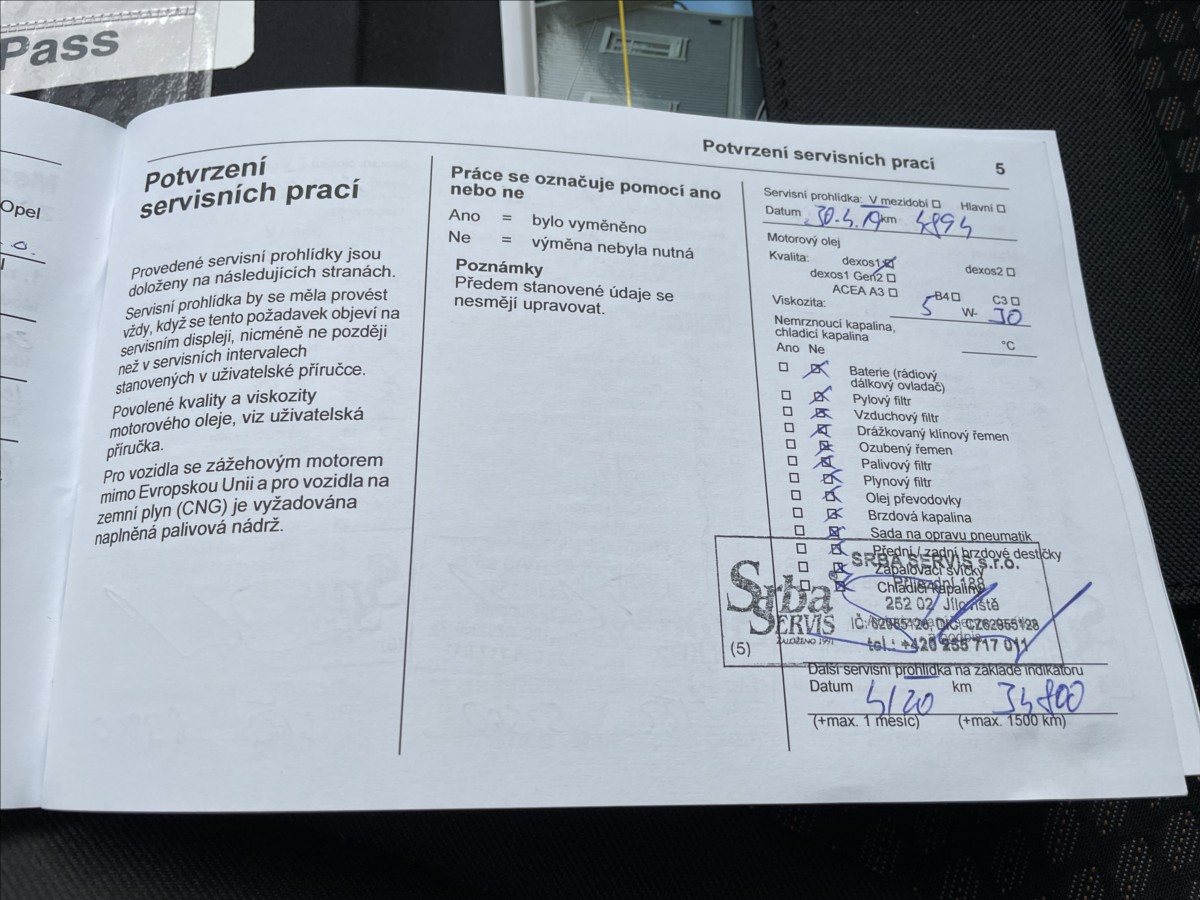 Pass
Opel
Potvrzení servisních prací 5
Potvrzení
servisních prací
Provedené servisní prohlídky jsou
doloženy na následujících stranách.
Servisní prohlídka by se měla provést
vždy, když se tento požadavek objeví na
servisním displeji, nicméně ne později
než v servisních intervalech
stanovených v uživatelské příručce.
Povolené kvality a viskozity
motorového oleje, viz uživatelská
příručka.
Pro vozidla se zážehovým motorem
mimo Evropskou Unii a pro vozidla na
zemní plyn (CNG) je vyžadována
naplněná palivová nádrž.
Práce se označuje pomocí ano
nebo ne
Ano = bylo vyměněno
Ne = výměna nebyla nutná
Poznámky
Předem stanovené údaje se
nesmějí upravovat.
Servisní prohlídka: V mezidobí Hlavní
Datum 30.4.19 km 4894
Motorový olej
Kvalita: dexos1 dexos2
dexos1 Gen2
ACEA A3 B4 C3
Viskozita: 5 W- 30
Nemrznoucí kapalina,
chladicí kapalina °C
Ano Ne
Baterie (rádiový
dálkový ovladač)
Pylový filtr
Vzduchový filtr
Drážkovaný klínový řemen
Ozubený řemen
Palivový filtr
Plynový filtr
Olej převodovky
Brzdová kapalina
Sada na opravu pneumatik
Přední / zadní brzdové destičky
Zapalovací svíčky
Chladicí kapalina
Srba
SERVIS
ZALOŽENO 1991
SRBA SERVIS s.r.o.
252 02 Jíloviště
tel.: +420 255 717 011
(5)
Další servisní prohlídka na základě indikátoru
Datum 4/20 km 34800
(+max. 1 měsíc) (+max. 1500 km)